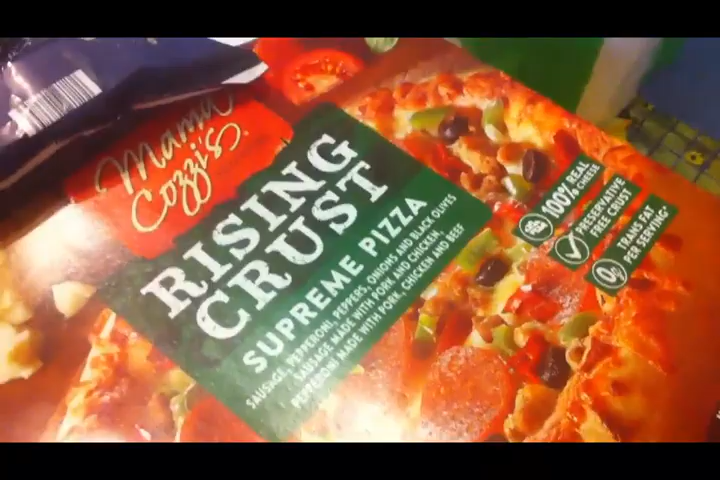 Mama
Cozzi's®
RISING
CRUST
SUPREME PIZZA
SAUSAGE, PEPPERONI, PEPPERS, ONIONS AND BLACK OLIVES
SAUSAGE MADE WITH PORK AND CHICKEN,
PEPPERONI MADE WITH PORK, CHICKEN AND BEEF
100% REAL
CHEESE
PRESERVATIVE
FREE CRUST
0g TRANS FAT
PER SERVING*